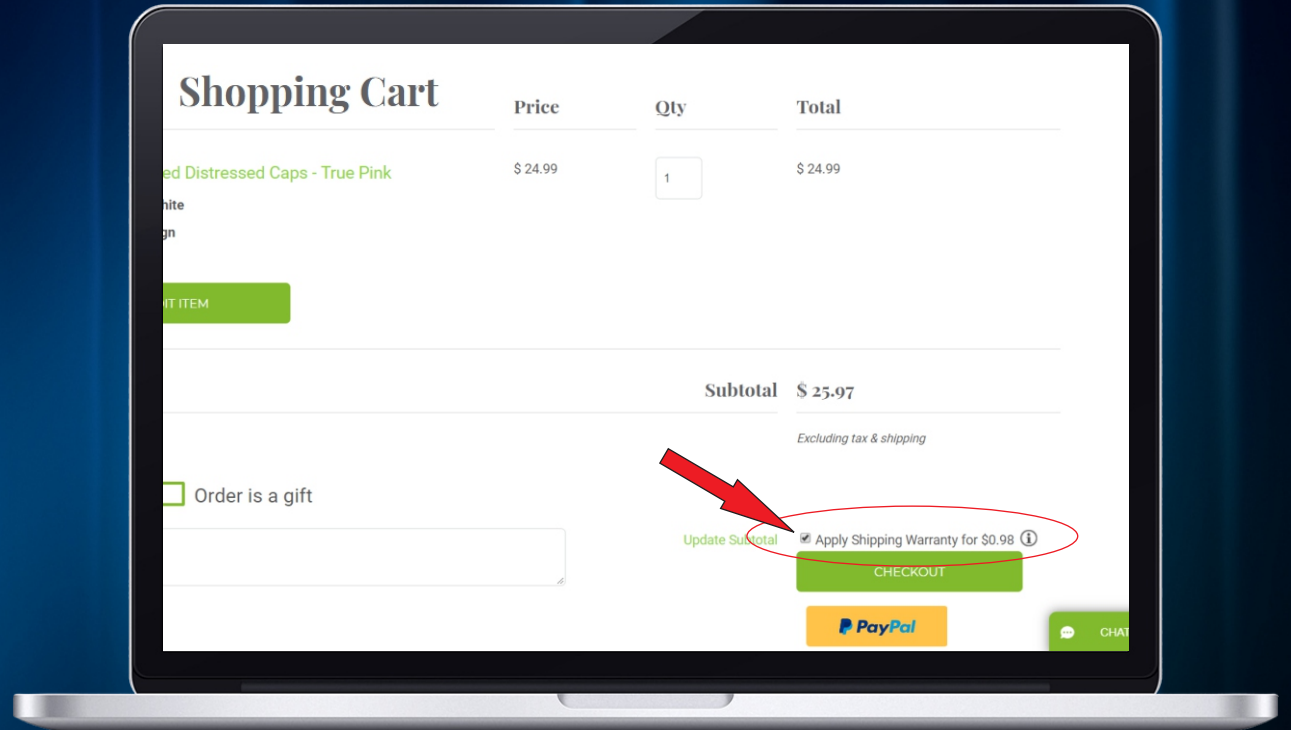 Shopping Cart Price Qty Total
ed Distressed Caps - True Pink $ 24.99 1 $ 24.99
hite
gn
IT ITEM
Subtotal $ 25.97
Excluding tax & shipping
Order is a gift
Update Subtotal Apply Shipping Warranty for $0.98 i
CHECKOUT
P PayPal
CHAT